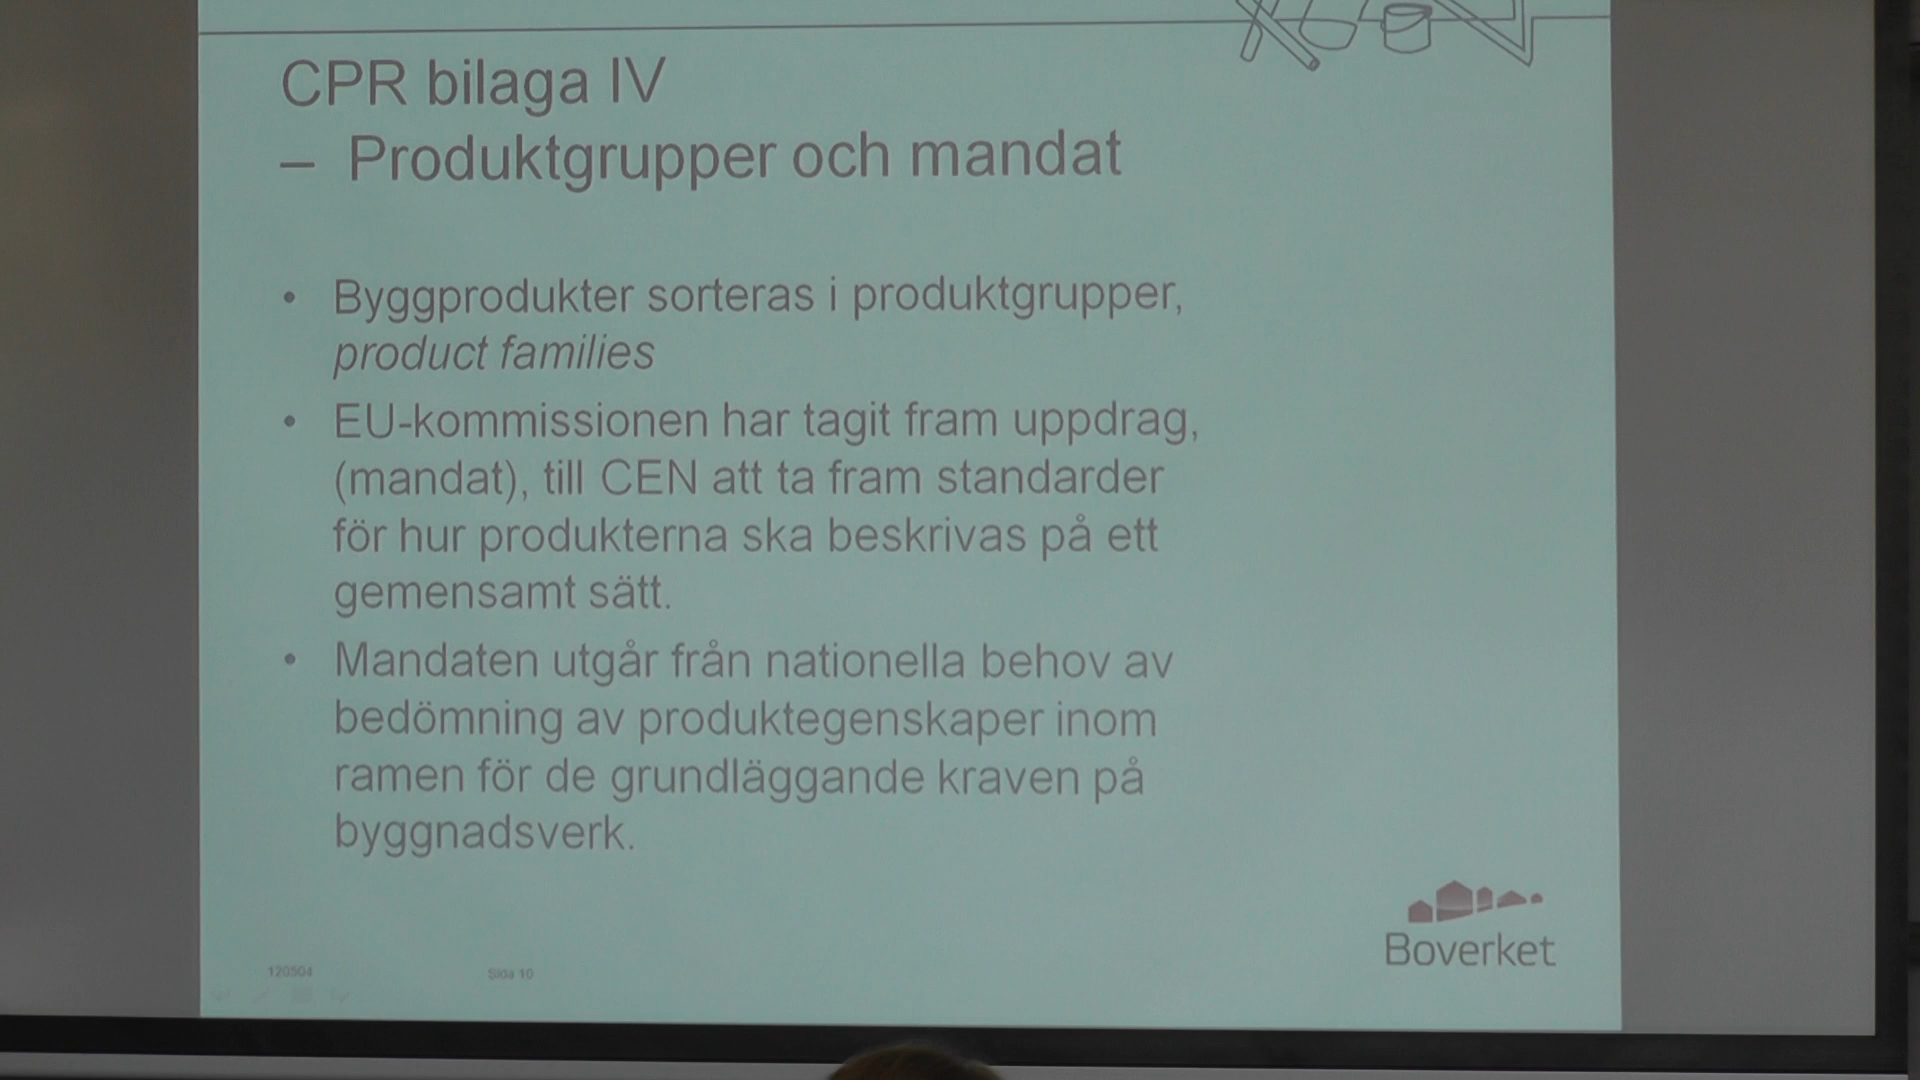 CPR bilaga IV
– Produktgrupper och mandat
• Byggprodukter sorteras i produktgrupper,
product families
• EU-kommissionen har tagit fram uppdrag,
(mandat), till CEN att ta fram standarder
för hur produkterna ska beskrivas på ett
gemensamt sätt.
• Mandaten utgår från nationella behov av
bedömning av produktegenskaper inom
ramen för de grundläggande kraven på
byggnadsverk.
Boverket
120504 Sida 10